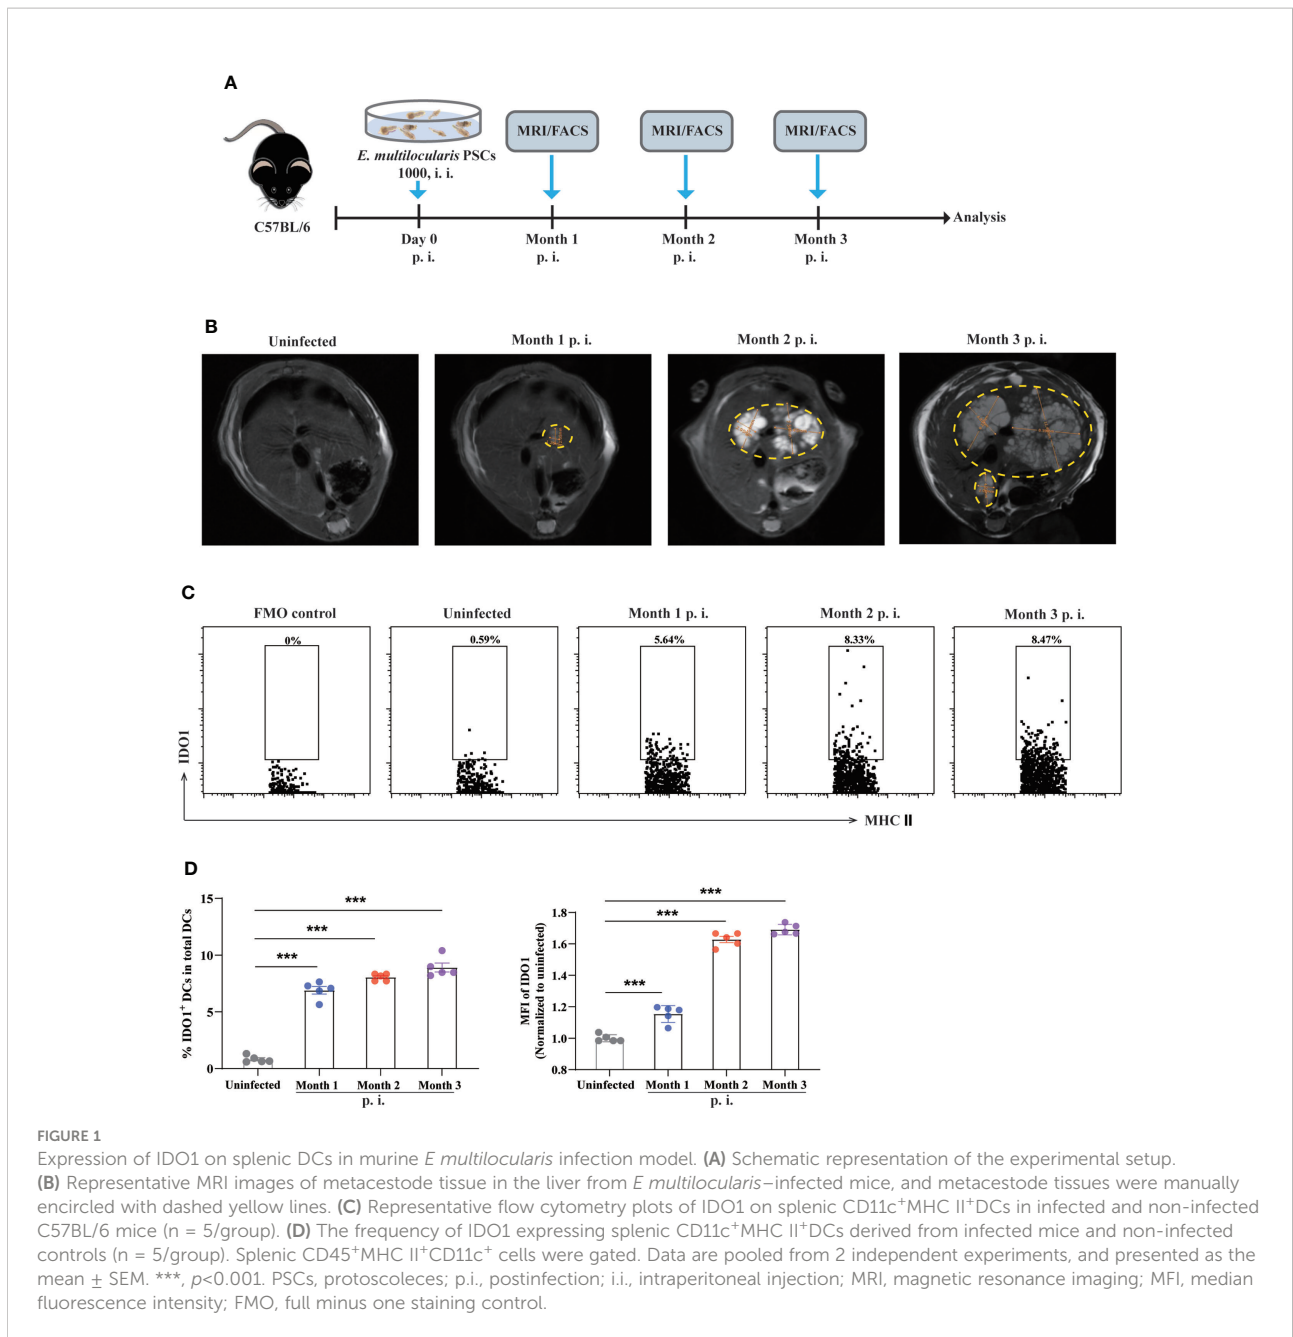 A
MRI/FACS MRI/FACS MRI/FACS
E. multilocularis PSCs
1000, i. i.
C57BL/6
Analysis
Day 0 Month 1 Month 2 Month 3
p. i. p. i. p. i. p. i.
B
Uninfected Month 1 p. i. Month 2 p. i. Month 3 p. i.
C
FMO control Uninfected Month 1 p. i. Month 2 p. i. Month 3 p. i.
0% 0.59% 5.64% 8.33% 8.47%
IDO1
MHC II
D
% IDO1+ DCs in total DCs
15
10
5
0
***
***
***
Uninfected Month 1 Month 2 Month 3
p. i.
MFI of IDO1
(Normalized to uninfected)
1.8
1.6
1.4
1.2
1.0
0.8
***
***
***
Uninfected Month 1 Month 2 Month 3
p. i.
FIGURE 1
Expression of IDO1 on splenic DCs in murine E multilocularis infection model. (A) Schematic representation of the experimental setup.
(B) Representative MRI images of metacestode tissue in the liver from E multilocularis–infected mice, and metacestode tissues were manually
encircled with dashed yellow lines. (C) Representative flow cytometry plots of IDO1 on splenic CD11c+MHC II+DCs in infected and non-infected
C57BL/6 mice (n = 5/group). (D) The frequency of IDO1 expressing splenic CD11c+MHC II+DCs derived from infected mice and non-infected
controls (n = 5/group). Splenic CD45+MHC II+CD11c+ cells were gated. Data are pooled from 2 independent experiments, and presented as the
mean ± SEM. ***, p<0.001. PSCs, protoscoleces; p.i., postinfection; i.i., intraperitoneal injection; MRI, magnetic resonance imaging; MFI, median
fluorescence intensity; FMO, full minus one staining control.